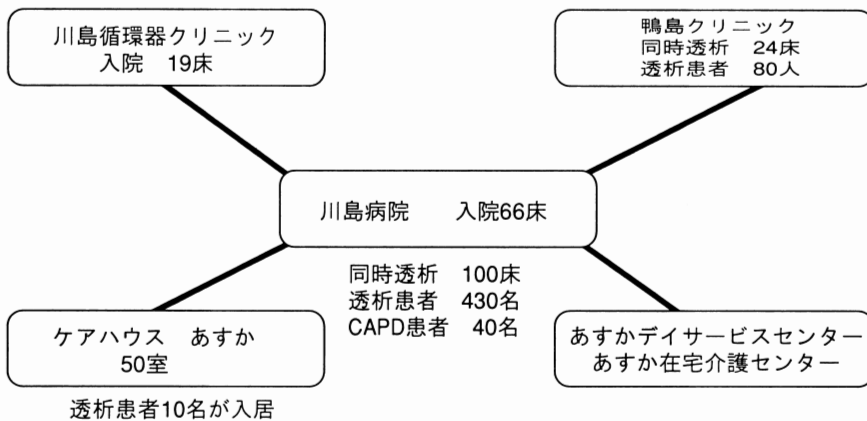 川島循環器クリニック
入院　19床
鴨島クリニック
同時透析　24床
透析患者　80人
川島病院　　入院66床
同時透析　100床
透析患者　430名
CAPD患者　40名
ケアハウス　あすか
50室
透析患者10名が入居
あすかデイサービスセンター
あすか在宅介護センター